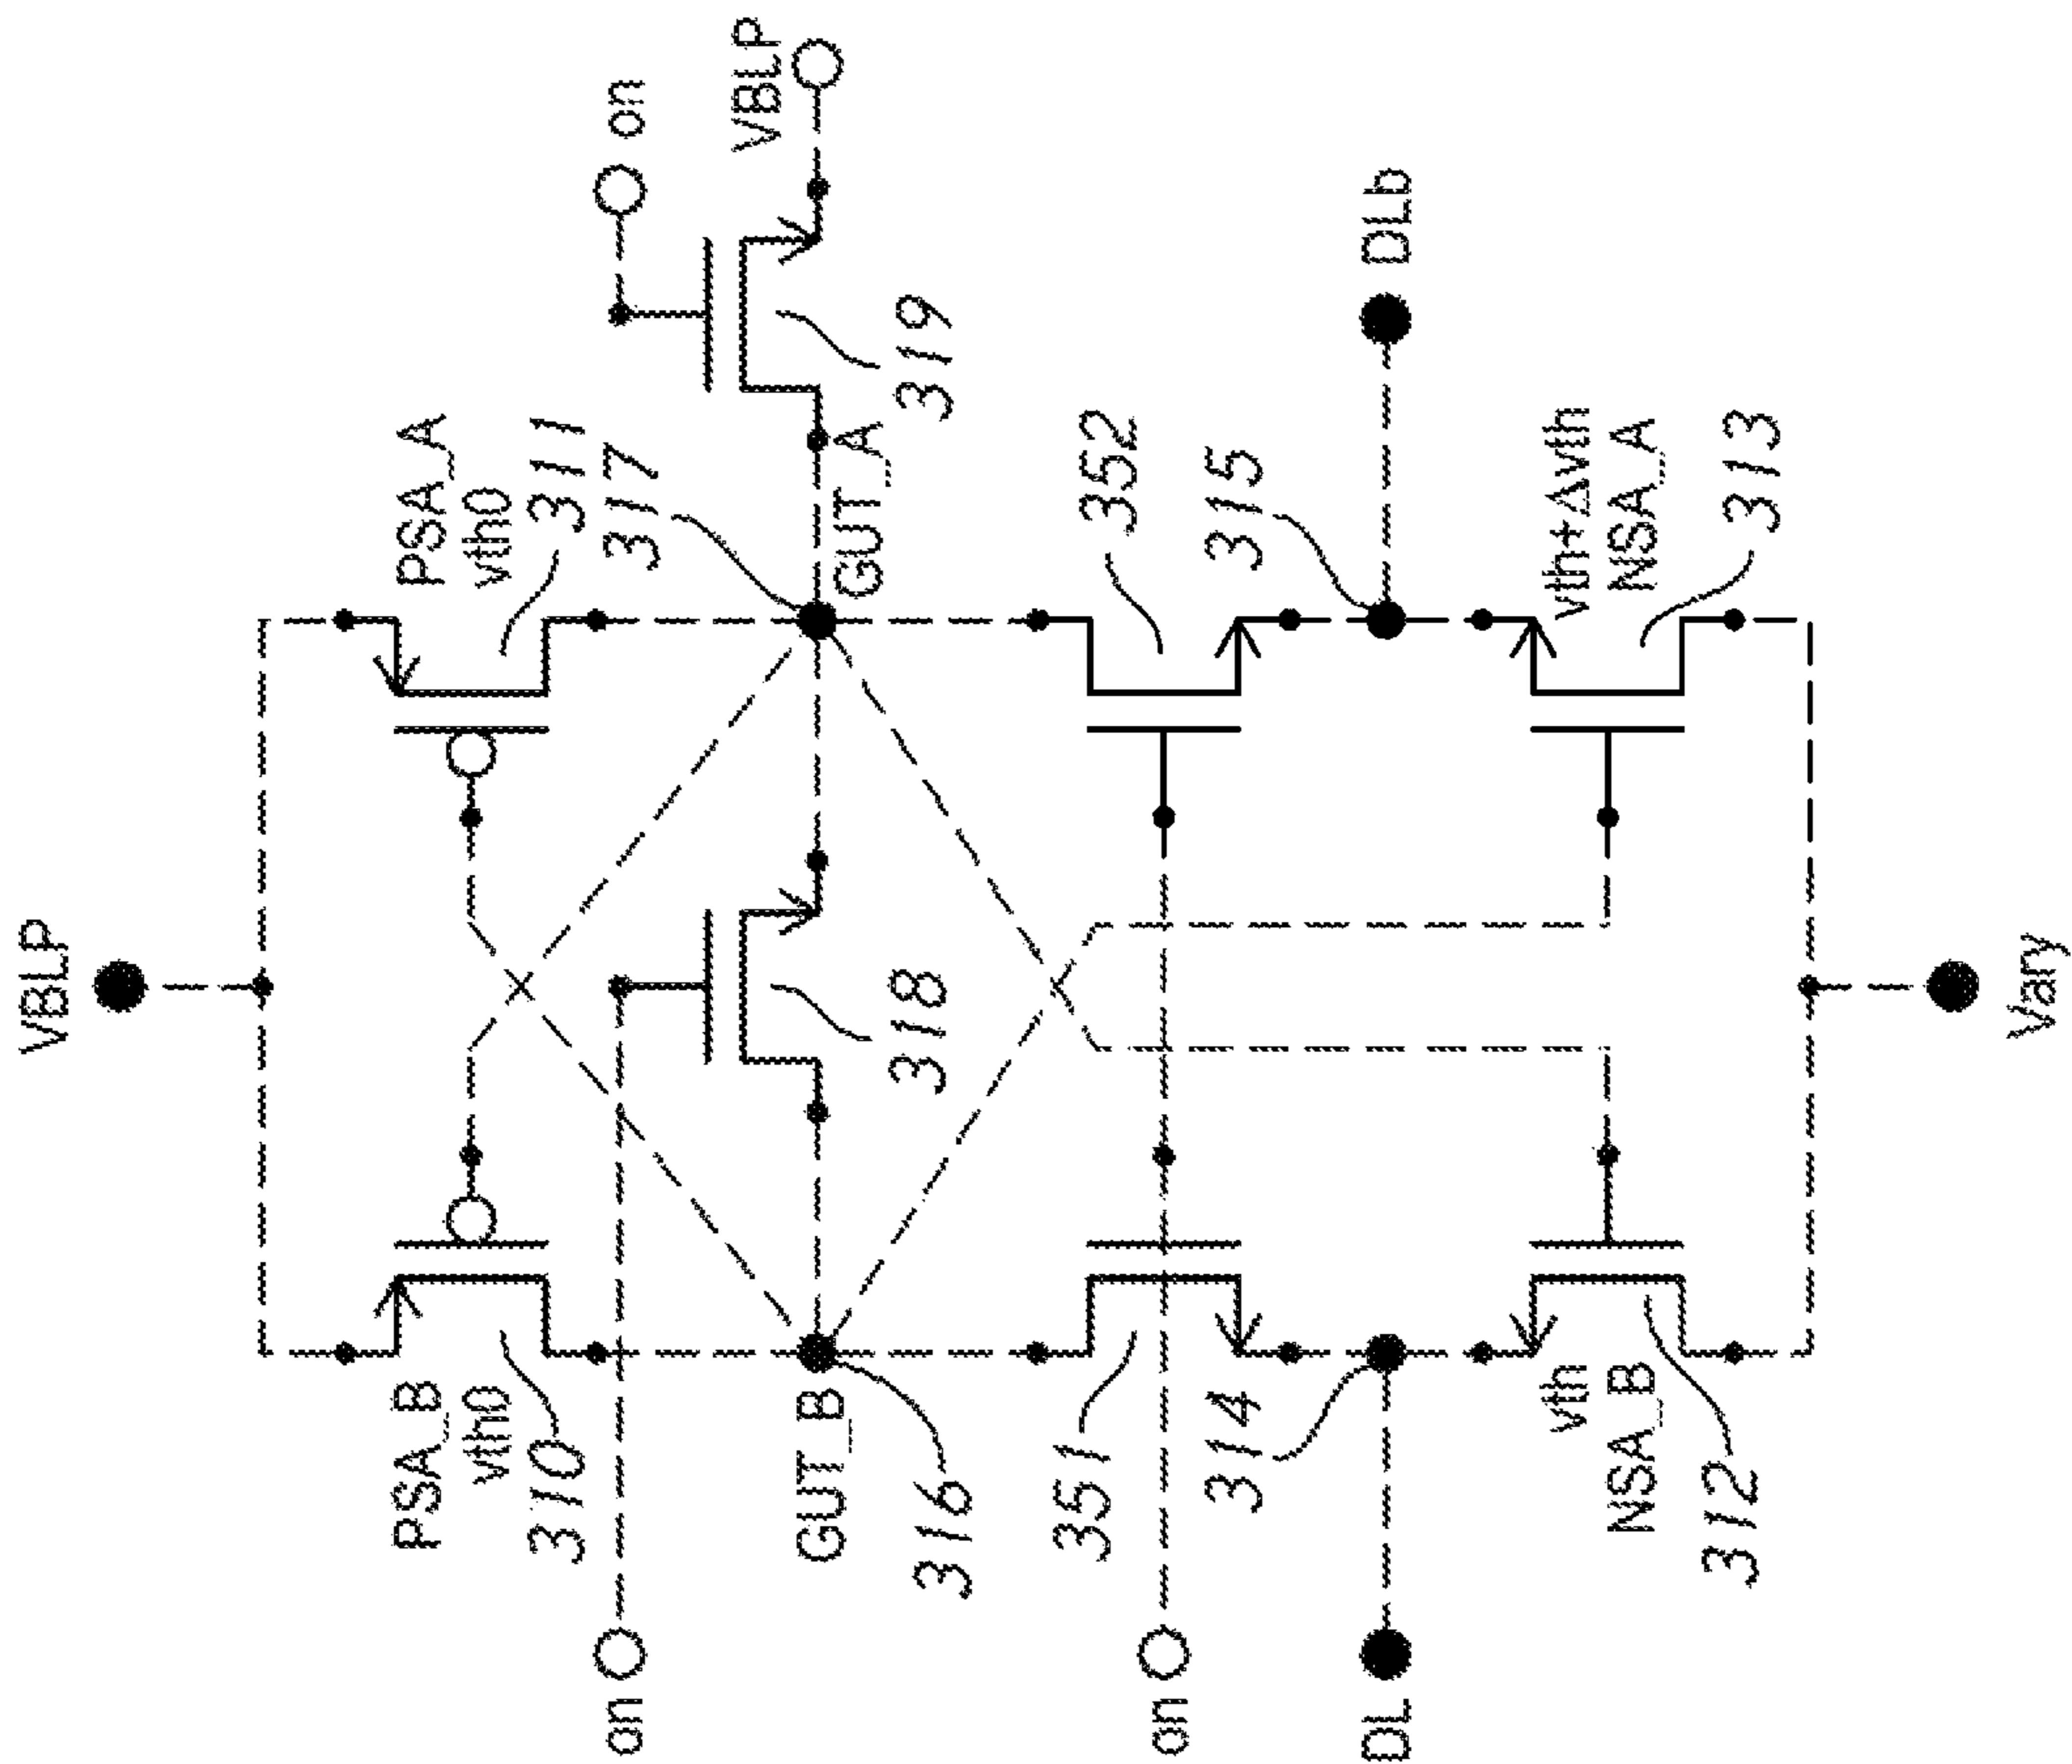 VBLP
PSA_B
vth0
310
PSA_A
vth0
311
317
on
on
VBLP
GUT_B
316
318
GUT_A
319
on
351
352
314
315
DL
DLb
vth
NSA_B
312
vth+Δvth
NSA_A
313
Vary